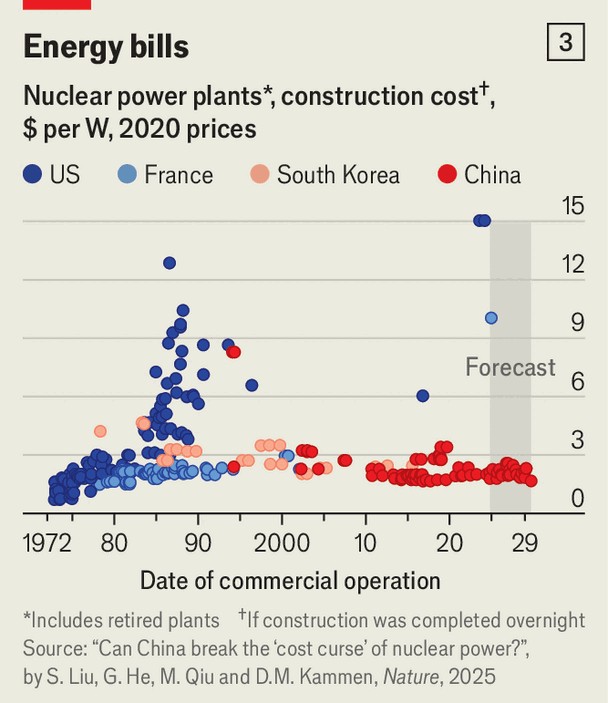 Energy bills
3
Nuclear power plants*, construction cost†,
$ per W, 2020 prices
US France South Korea China
15
12
9
Forecast
6
3
0
1972 80 90 2000 10 20 29
Date of commercial operation
*Includes retired plants †If construction was completed overnight
Source: “Can China break the ‘cost curse’ of nuclear power?”,
by S. Liu, G. He, M. Qiu and D.M. Kammen, Nature, 2025